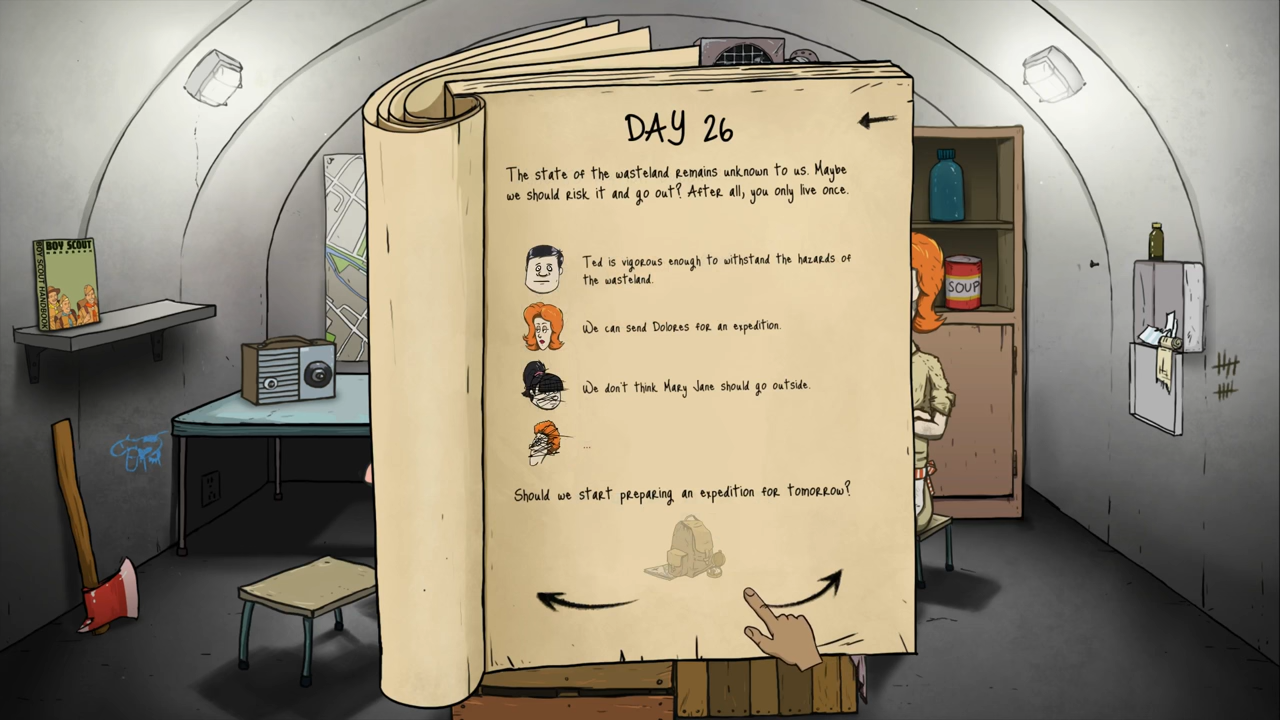 DAY 26
The state of the wasteland remains unknown to us. Maybe
we should risk it and go out? After all, you only live once.
Ted is vigorous enough to withstand the hazards of
the wasteland.
We can send Dolores for an expedition.
We don't think Mary Jane should go outside.
...
Should we start preparing an expedition for tomorrow?
BOY SCOUT
BOY SCOUT HANDBOOK
SOUP